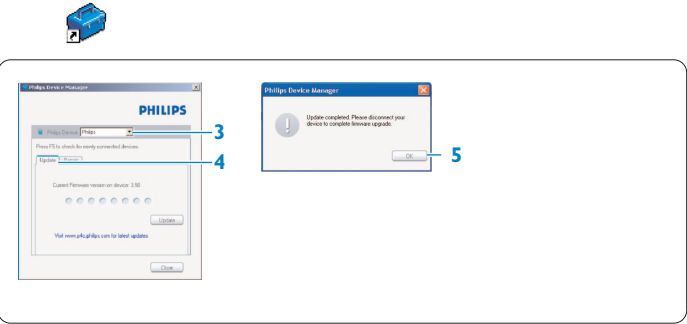 Philips Device Manager
PHILIPS
Philips Device: Philips
3
Press F5 to check for newly connected devices.
Update Repair
4
Current Firmware version on device: 3.50
Update
Visit www.p4c.philips.com for latest updates
Close
Philips Device Manager
Update completed. Please disconnect your
device to complete firmware upgrade.
OK
5